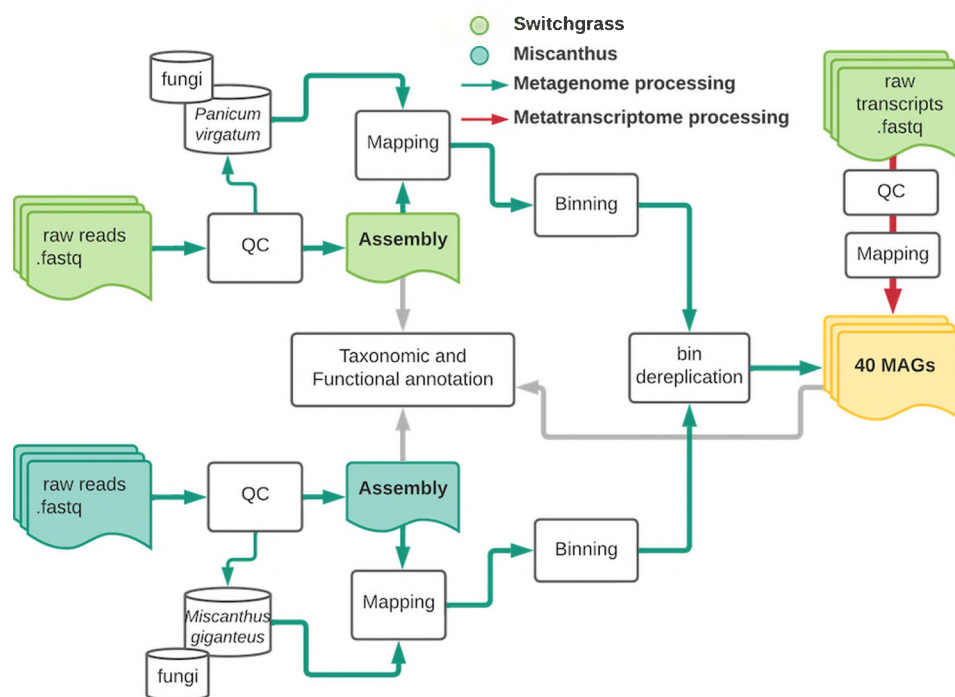 Switchgrass
Miscanthus
Metagenome processing
Metatranscriptome processing
fungi
Panicum
virgatum
Mapping
raw
transcripts
.fastq
QC
Mapping
Binning
raw reads
.fastq
QC
Assembly
Taxonomic and
Functional annotation
bin
dereplication
40 MAGs
raw reads
.fastq
QC
Assembly
Binning
Mapping
Miscanthus
giganteus
fungi